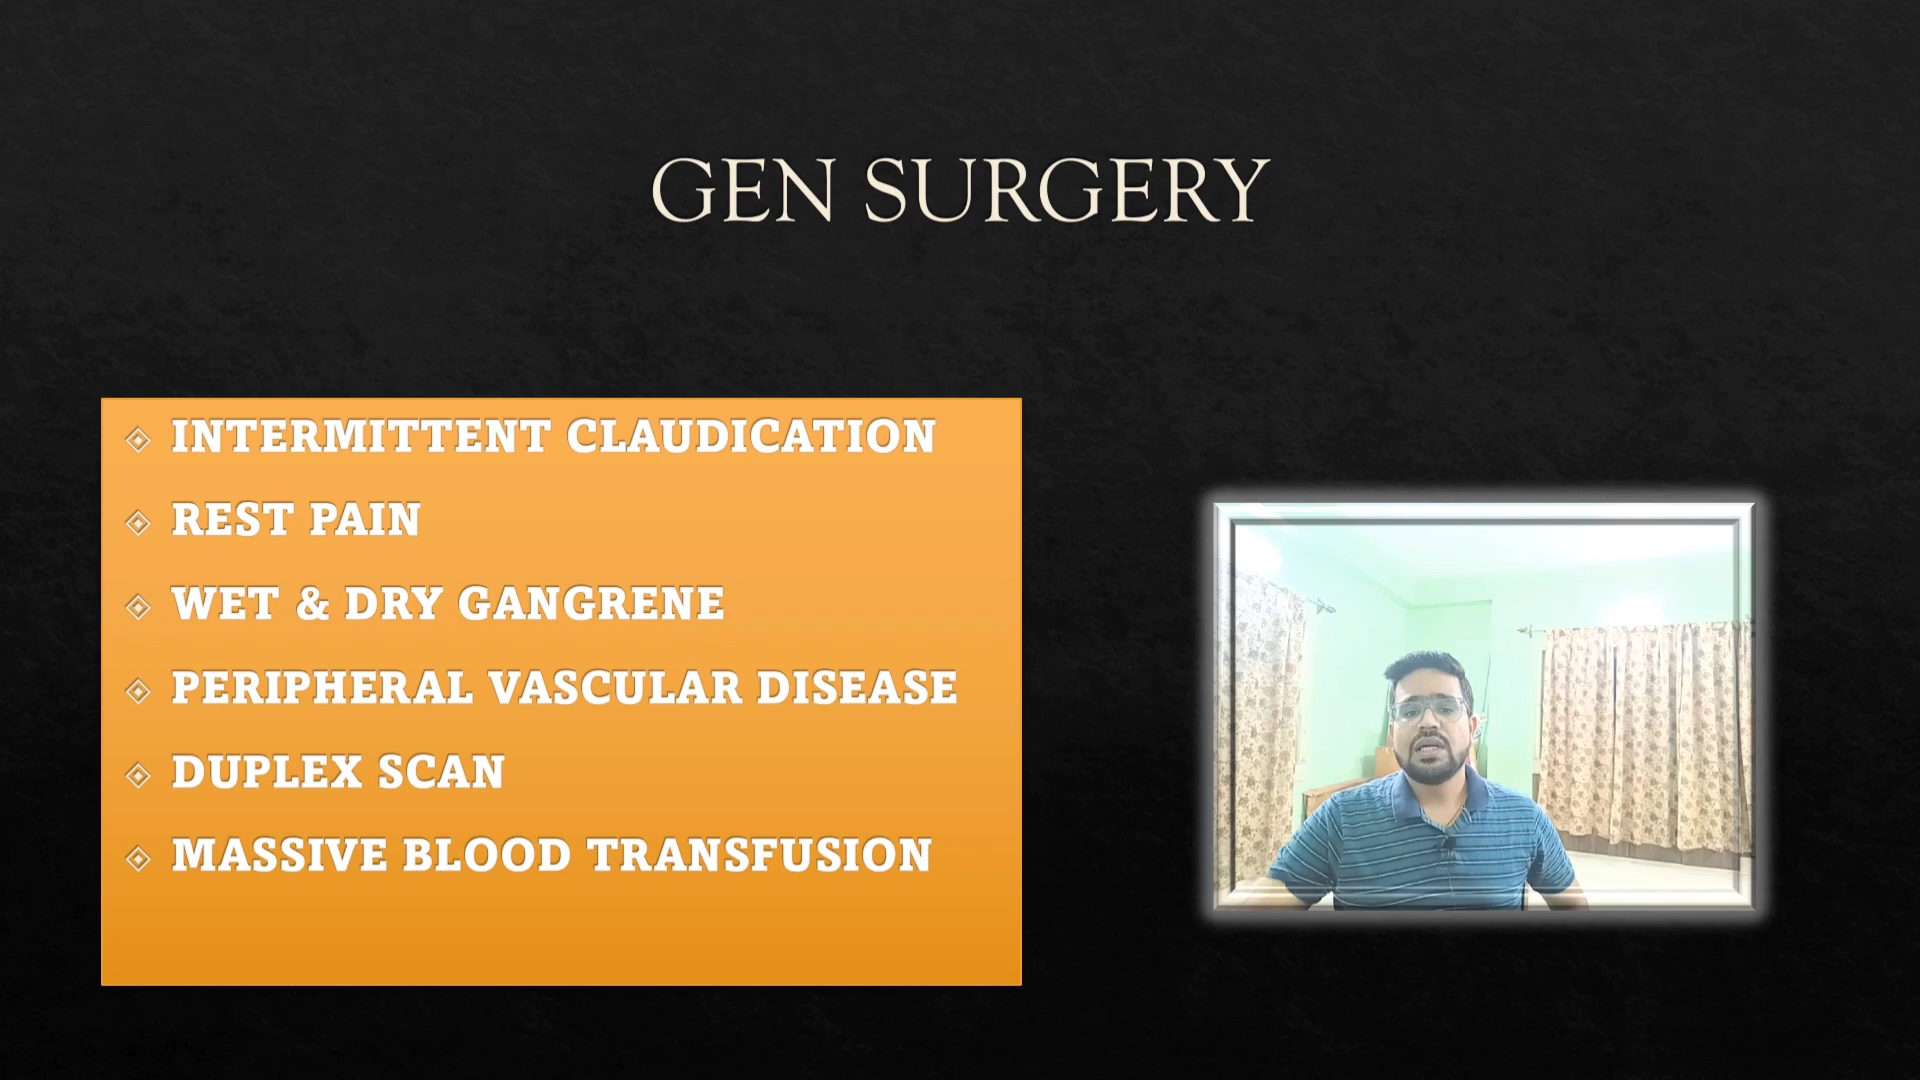 GEN SURGERY
INTERMITTENT CLAUDICATION
REST PAIN
WET & DRY GANGRENE
PERIPHERAL VASCULAR DISEASE
DUPLEX SCAN
MASSIVE BLOOD TRANSFUSION